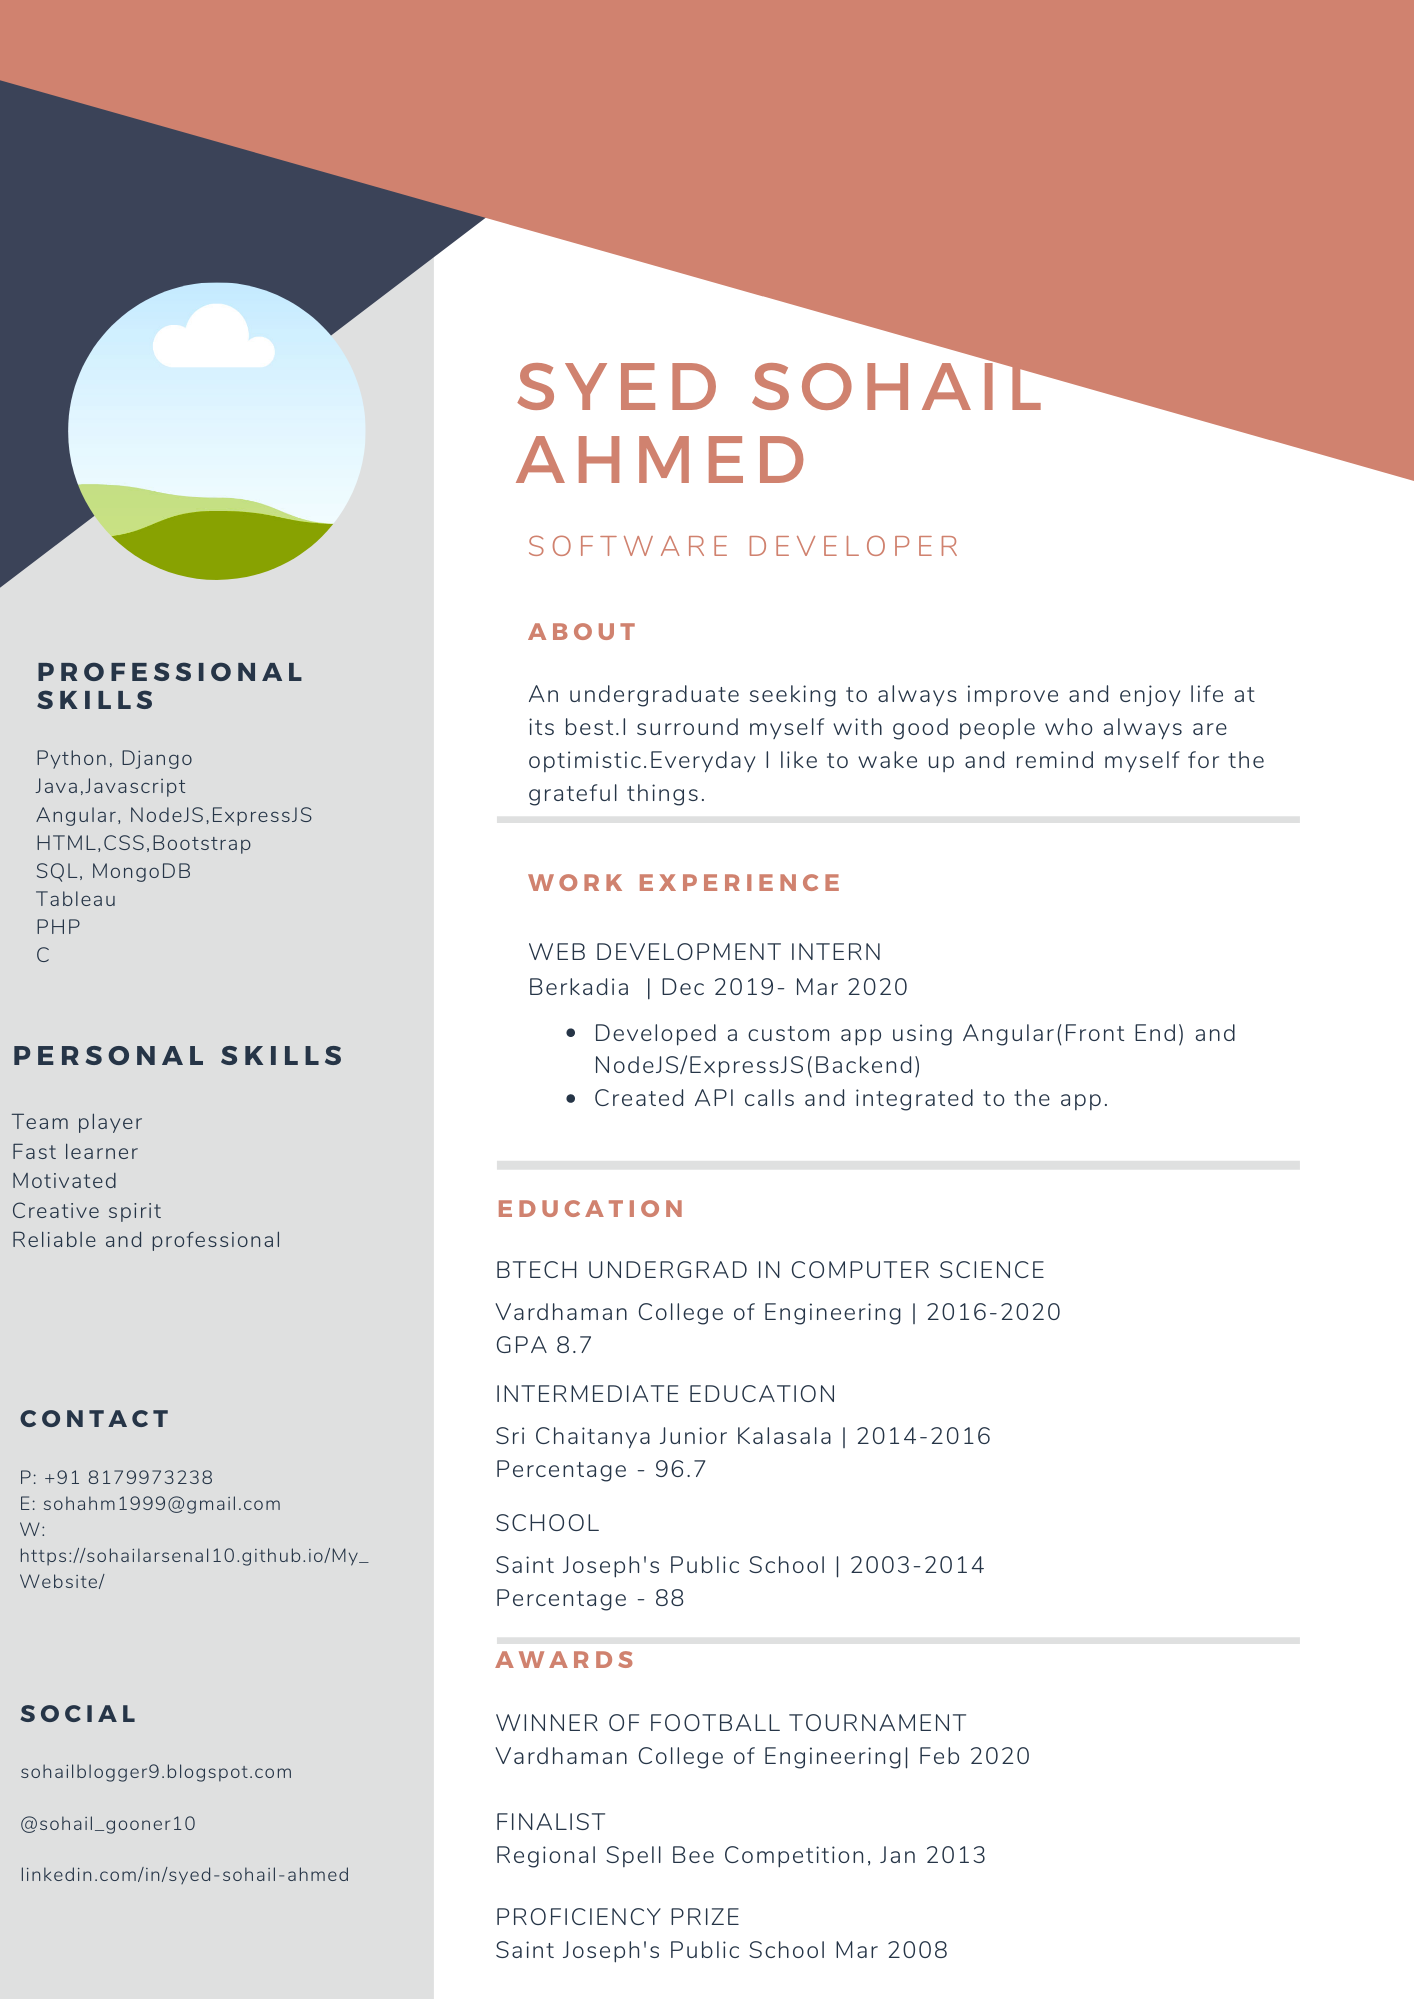 SYED SOHAIL
AHMED
SOFTWARE DEVELOPER
ABOUT
An undergraduate seeking to always improve and enjoy life at
its best.I surround myself with good people who always are
optimistic.Everyday I like to wake up and remind myself for the
grateful things.
WORK EXPERIENCE
WEB DEVELOPMENT INTERN
Berkadia | Dec 2019- Mar 2020
• Developed a custom app using Angular(Front End) and
NodeJS/ExpressJS(Backend)
• Created API calls and integrated to the app.
EDUCATION
BTECH UNDERGRAD IN COMPUTER SCIENCE
Vardhaman College of Engineering | 2016-2020
GPA 8.7
INTERMEDIATE EDUCATION
Sri Chaitanya Junior Kalasala | 2014-2016
Percentage - 96.7
SCHOOL
Saint Joseph's Public School | 2003-2014
Percentage - 88
AWARDS
WINNER OF FOOTBALL TOURNAMENT
Vardhaman College of Engineering| Feb 2020
FINALIST
Regional Spell Bee Competition, Jan 2013
PROFICIENCY PRIZE
Saint Joseph's Public School Mar 2008
PROFESSIONAL
SKILLS
Python, Django
Java,Javascript
Angular, NodeJS,ExpressJS
HTML,CSS,Bootstrap
SQL, MongoDB
Tableau
PHP
C
PERSONAL SKILLS
Team player
Fast learner
Motivated
Creative spirit
Reliable and professional
CONTACT
P: +91 8179973238
E: sohahm1999@gmail.com
W:
https://sohailarsenal10.github.io/My_
Website/
SOCIAL
sohailblogger9.blogspot.com
@sohail_gooner10
linkedin.com/in/syed-sohail-ahmed